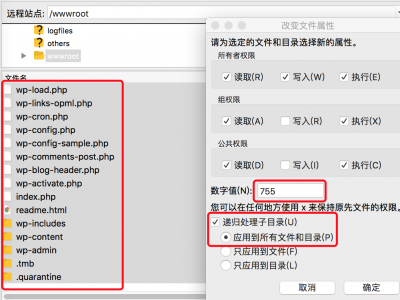 远程站点: /wwwroot
logfiles
others
wwwroot
文件名
wp-load.php
wp-links-opml.php
wp-cron.php
wp-config.php
wp-config-sample.php
wp-comments-post.php
wp-blog-header.php
wp-activate.php
index.php
readme.html
wp-includes
wp-content
wp-admin
.tmb
.quarantine
改变文件属性
请为选定的文件和目录选择新的属性。
所有者权限
读取(R) 写入(W) 执行(E)
组权限
读取(A) 写入(R) 执行(X)
公共权限
读取(D) 写入(I) 执行(C)
数字值(N): 755
您可以在任何地方使用 x 来保持原先文件的权限。
递归处理子目录(U)
应用到所有文件和目录(P)
只应用到文件(F)
只应用到目录(L)
取消 确定